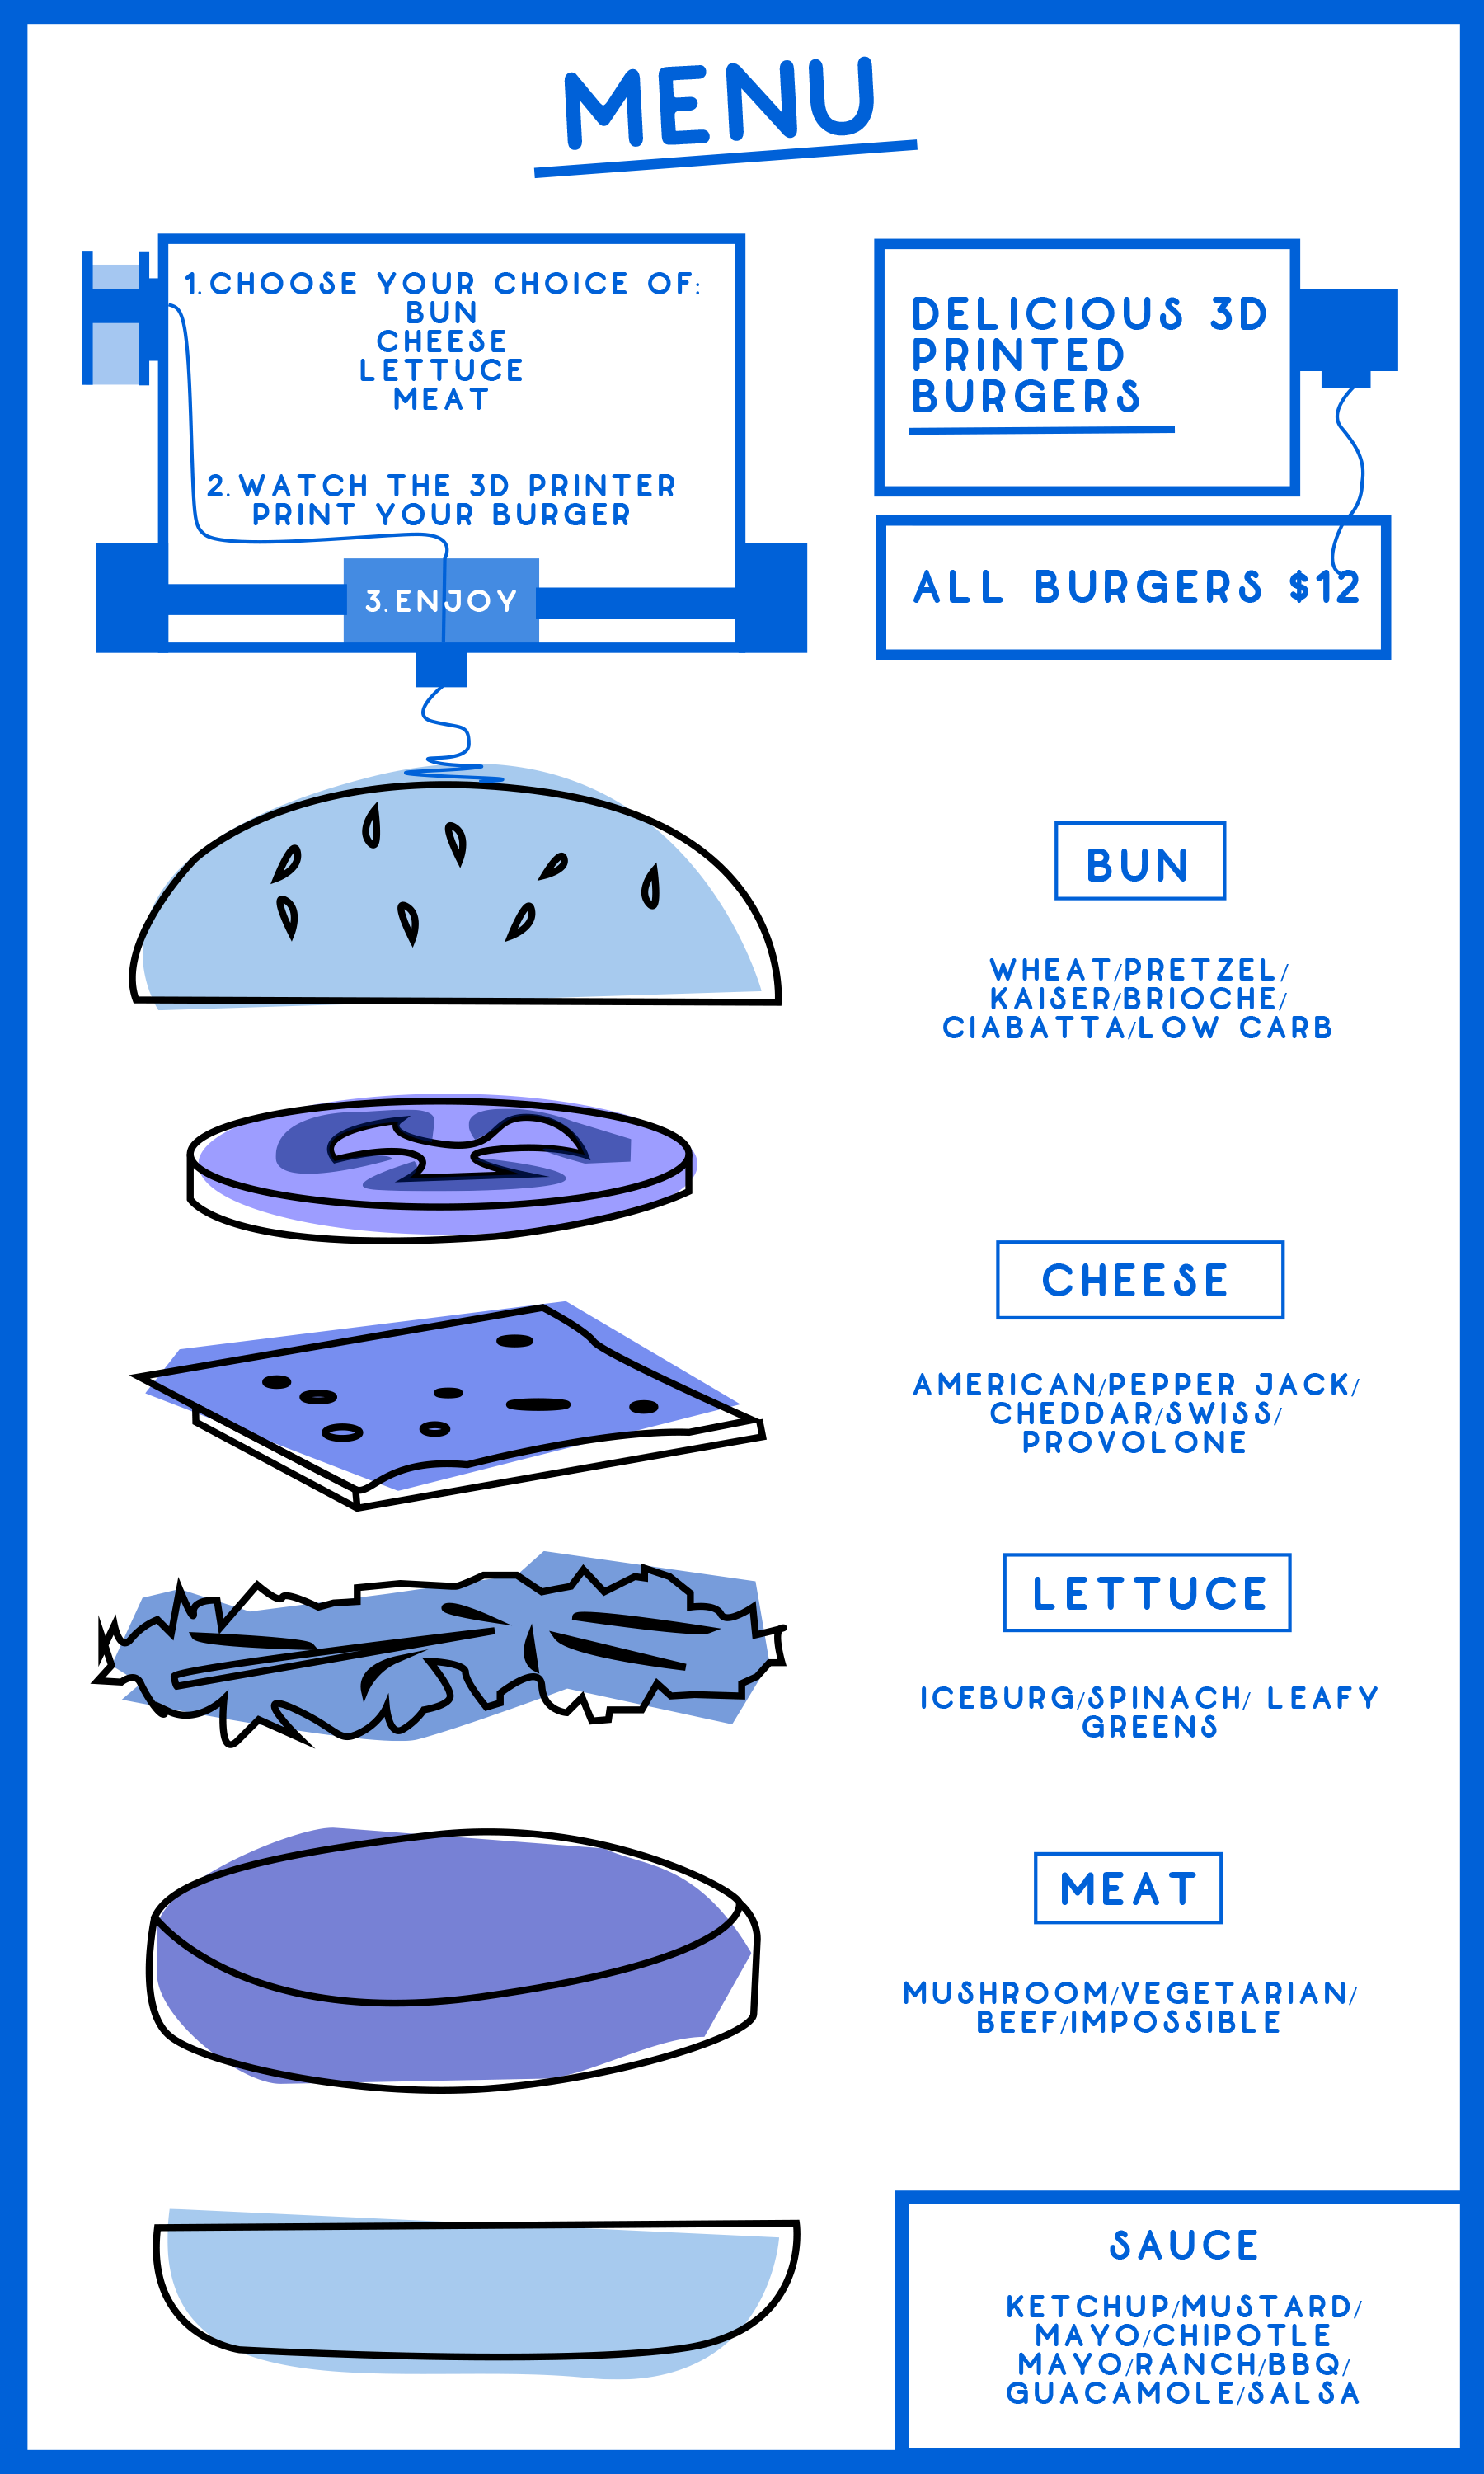 MENU
1. CHOOSE YOUR CHOICE OF:
BUN
CHEESE
LETTUCE
MEAT
2. WATCH THE 3D PRINTER
PRINT YOUR BURGER
3. ENJOY
DELICIOUS 3D
PRINTED
BURGERS
ALL BURGERS $12
BUN
WHEAT/PRETZEL/
KAISER/BRIOCHE/
CIABATTA/LOW CARB
CHEESE
AMERICAN/PEPPER JACK/
CHEDDAR/SWISS/
PROVOLONE
LETTUCE
ICEBURG/SPINACH/ LEAFY
GREENS
MEAT
MUSHROOM/VEGETARIAN/
BEEF/IMPOSSIBLE
SAUCE
KETCHUP/MUSTARD/
MAYO/CHIPOTLE
MAYO/RANCH/BBQ/
GUACAMOLE/SALSA